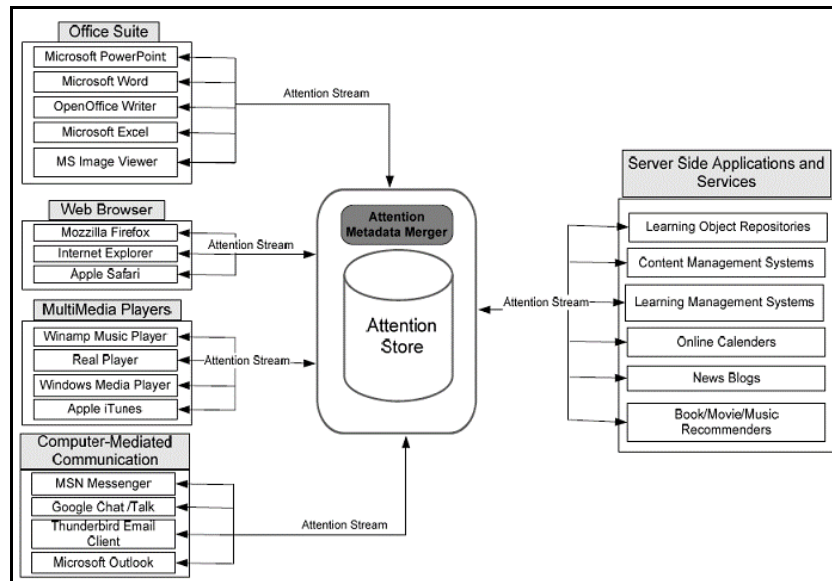 Office Suite
Microsoft PowerPoint
Microsoft Word
OpenOffice Writer
Microsoft Excel
MS Image Viewer
Attention Stream
Web Browser
Mozzilla Firefox
Internet Explorer
Apple Safari
Attention Stream
MultiMedia Players
Winamp Music Player
Real Player
Windows Media Player
Apple iTunes
Attention Stream
Computer-Mediated
Communication
MSN Messenger
Google Chat /Talk
Thunderbird Email
Client
Microsoft Outlook
Attention Stream
Attention
Metadata Merger
Attention
Store
Attention Stream
Server Side Applications and
Services
Learning Object Repositories
Content Management Systems
Learning Management Systems
Online Calenders
News Blogs
Book/Movie/Music
Recommenders